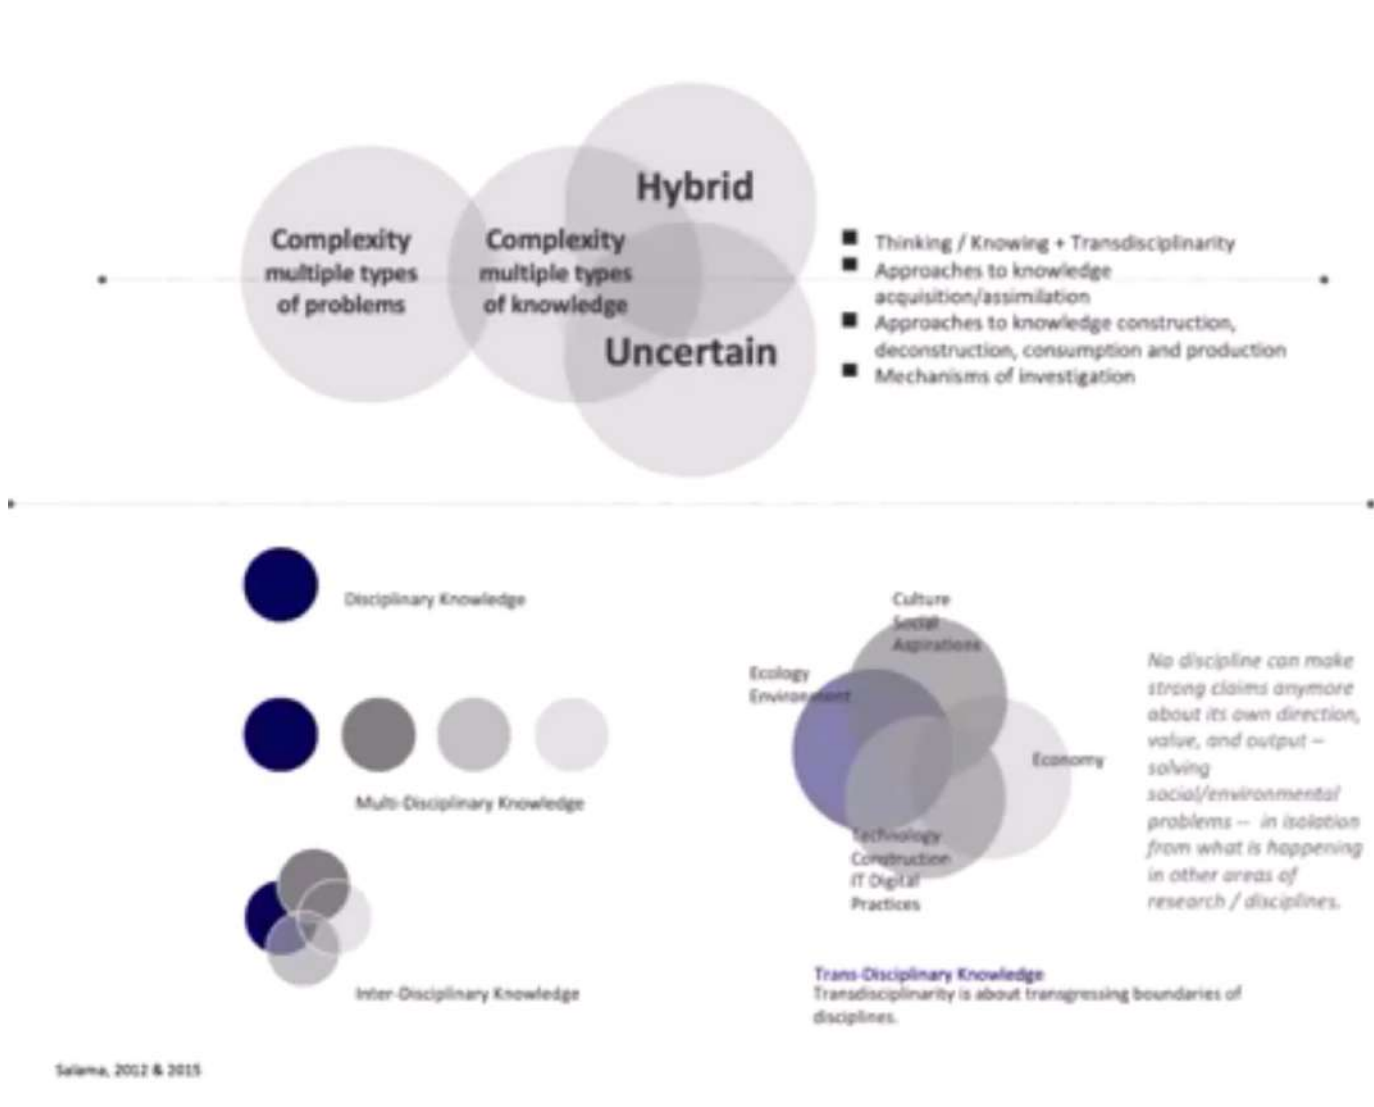 Hybrid
Complexity
multiple types
of problems
Complexity
multiple types
of knowledge
Uncertain
Thinking / Knowing + Transdisciplinarity
Approaches to knowledge
acquisition/assimilation
Approaches to knowledge construction,
deconstruction, consumption and production
Mechanisms of investigation
Disciplinary Knowledge
Multi-Disciplinary Knowledge
Inter-Disciplinary Knowledge
Culture
Social
Aspirations
Ecology
Environment
Economy
Technology
Construction
IT Digital
Practices
No discipline can make
strong claims anymore
about its own direction,
value, and output –
solving
social/environmental
problems – in isolation
from what is happening
in other areas of
research / disciplines.
Trans-Disciplinary Knowledge
Transdisciplinarity is about transgressing boundaries of
disciplines.
Salama, 2012 & 2015